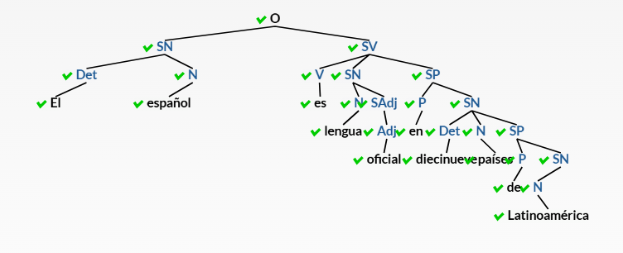 O
SN SV
Det N V SN SP
El español es N SAdj P SN
lengua Adj en Det N SP
oficial diecinueve países P SN
de N
Latinoamérica